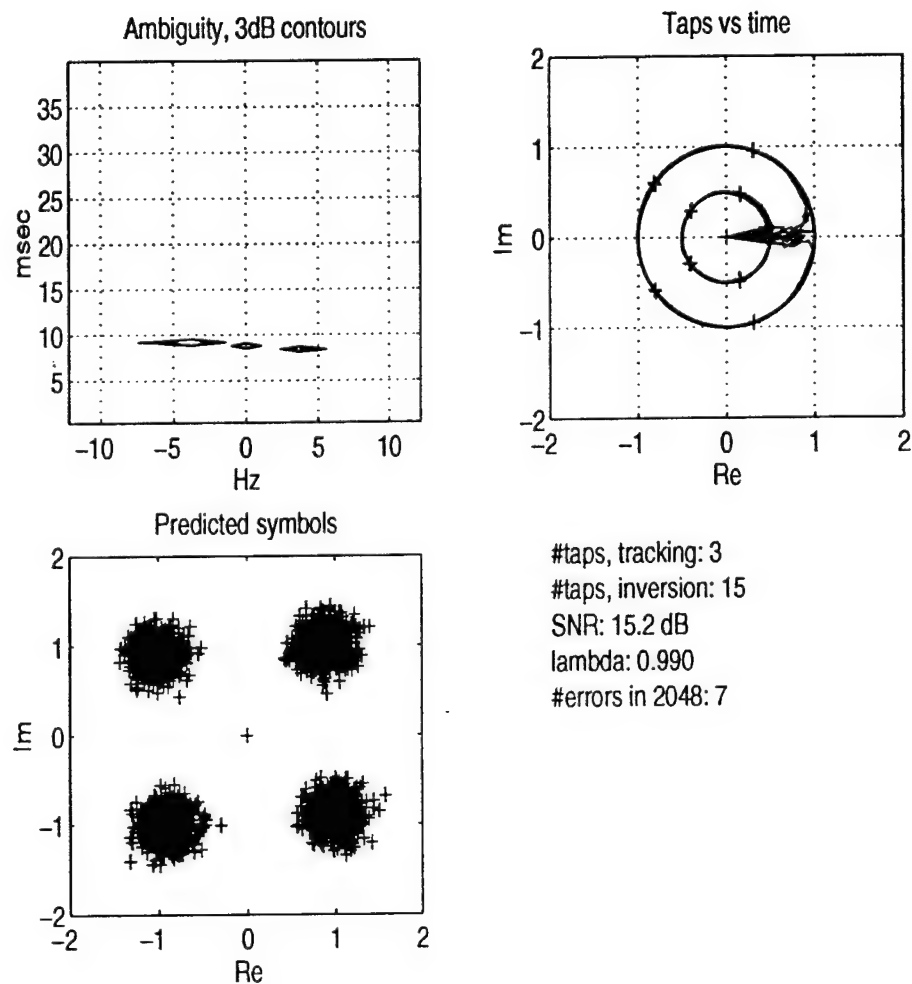 Ambiguity, 3dB contours
35
30
25
20
15
10
5
msec
-10 -5 0 5 10
Hz
Taps vs time
2
1
0
-1
-2
Im
-2 -1 0 1 2
Re
Predicted symbols
2
1
0
-1
-2
Im
-2 -1 0 1 2
Re
#taps, tracking: 3
#taps, inversion: 15
SNR: 15.2 dB
lambda: 0.990
#errors in 2048: 7